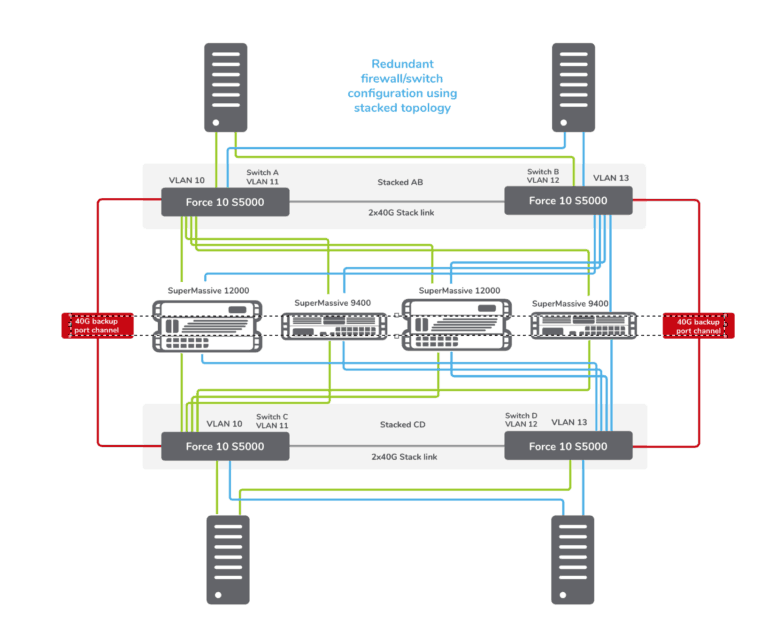 Redundant
firewall/switch
configuration using
stacked topology
VLAN 10
Switch A
VLAN 11
Stacked AB
Switch B
VLAN 12
VLAN 13
Force 10 S5000
Force 10 S5000
2x40G Stack link
SuperMassive 12000
SuperMassive 9400
SuperMassive 12000
SuperMassive 9400
40G backup
port channel
40G backup
port channel
VLAN 10
Switch C
VLAN 11
Stacked CD
Switch D
VLAN 12
VLAN 13
Force 10 S5000
Force 10 S5000
2x40G Stack link